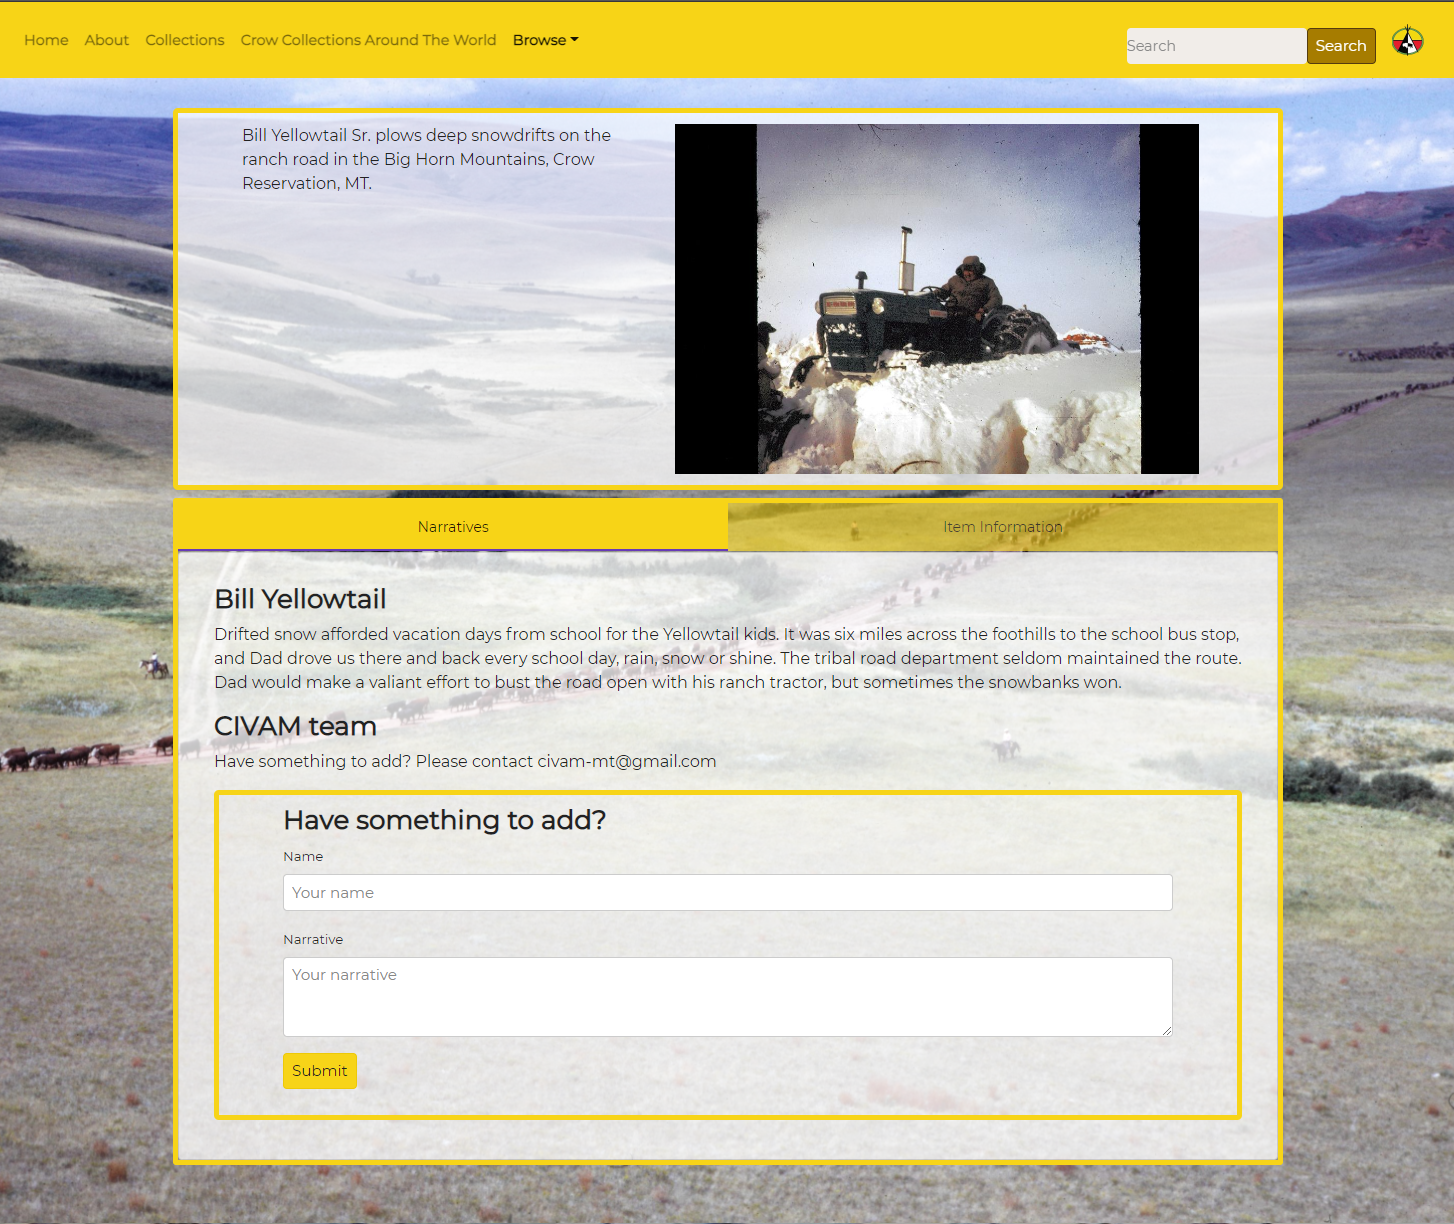 Home About Collections Crow Collections Around The World Browse Search Search
Bill Yellowtail Sr. plows deep snowdrifts on the
ranch road in the Big Horn Mountains, Crow
Reservation, MT.
Narratives Item Information
Bill Yellowtail
Drifted snow afforded vacation days from school for the Yellowtail kids. It was six miles across the foothills to the school bus stop,
and Dad drove us there and back every school day, rain, snow or shine. The tribal road department seldom maintained the route.
Dad would make a valiant effort to bust the road open with his ranch tractor, but sometimes the snowbanks won.
CIVAM team
Have something to add? Please contact civam-mt@gmail.com
Have something to add?
Name
Your name
Narrative
Your narrative
Submit